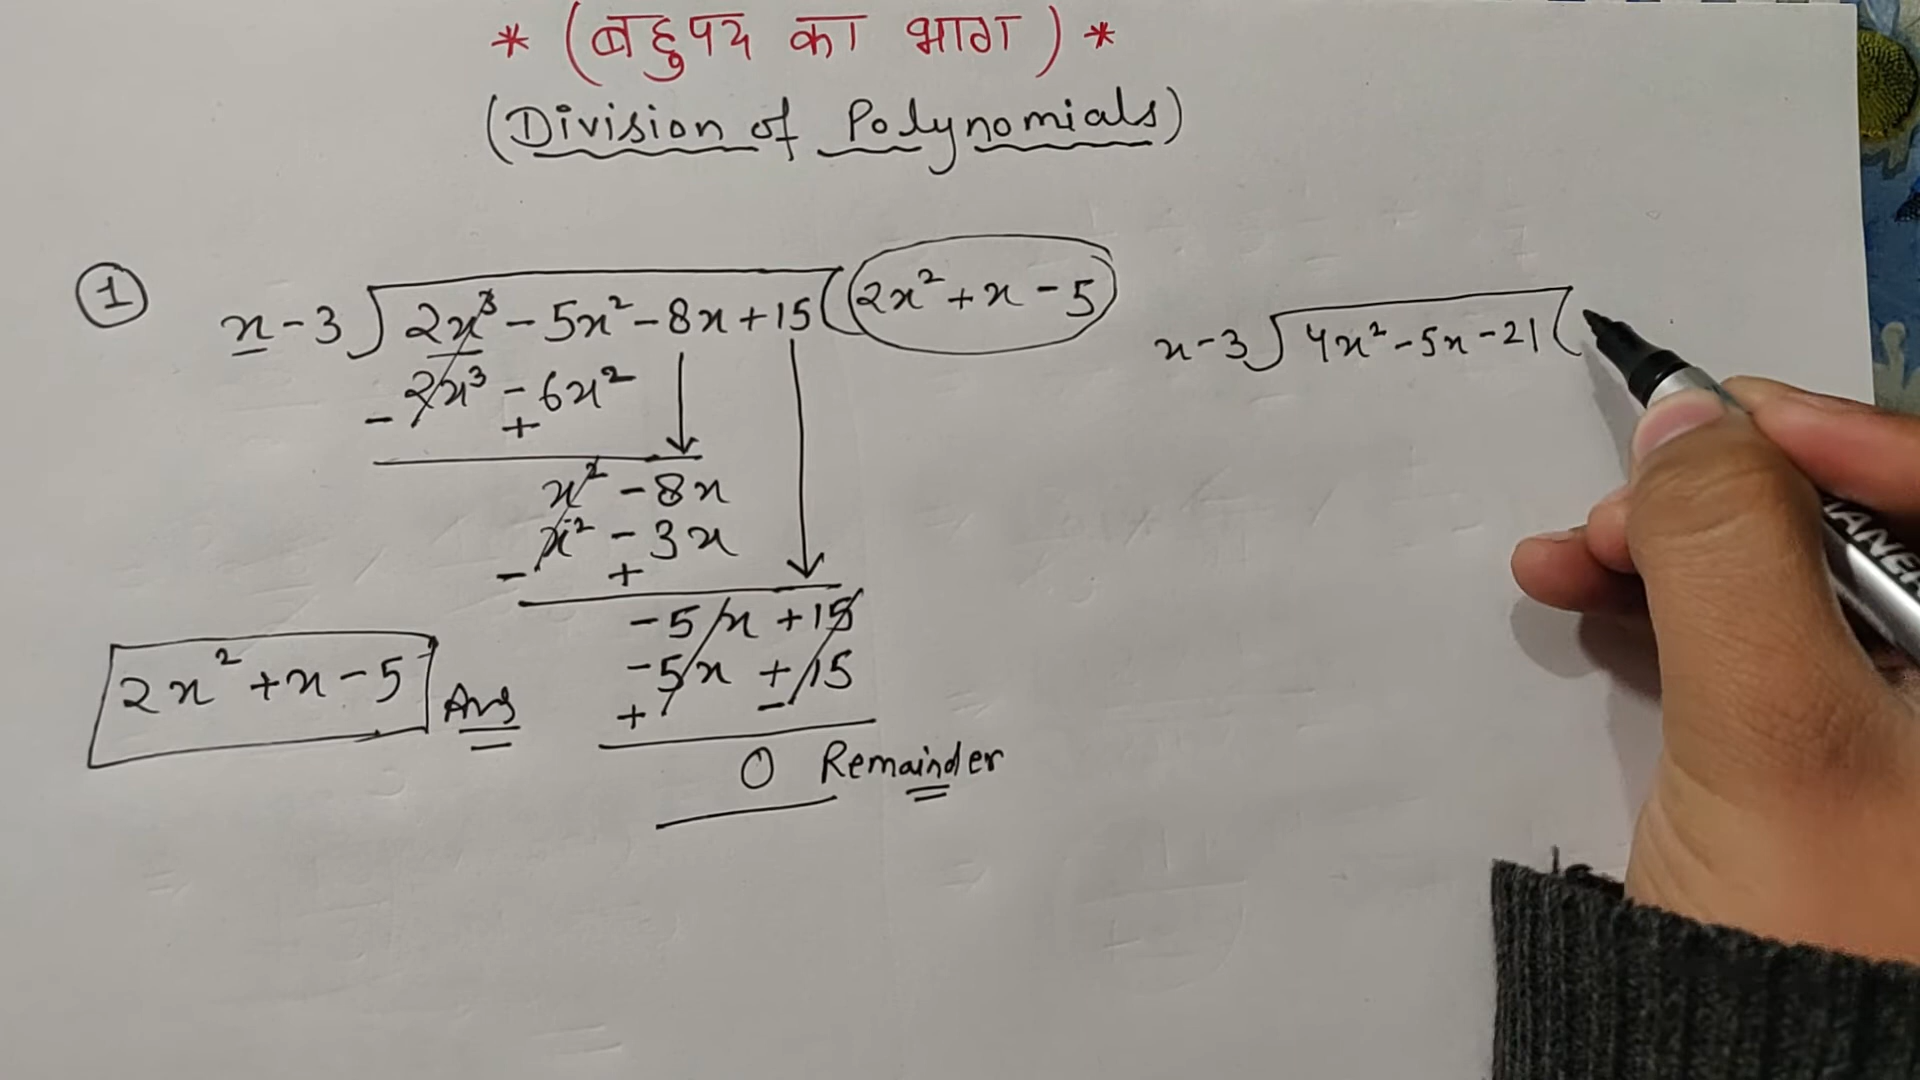 * (बहुपद का भाग) *
(Division of Polynomials)
1
x-3) 2x³ - 5x² - 8x + 15 (2x² + x - 5
2x³ - 6x²
- +
x² - 8x
x² - 3x
- +
-5x + 15
-5x + 15
+ -
0 Remainder
2x² + x - 5 Ans
x-3) 4x² - 5x - 21 (